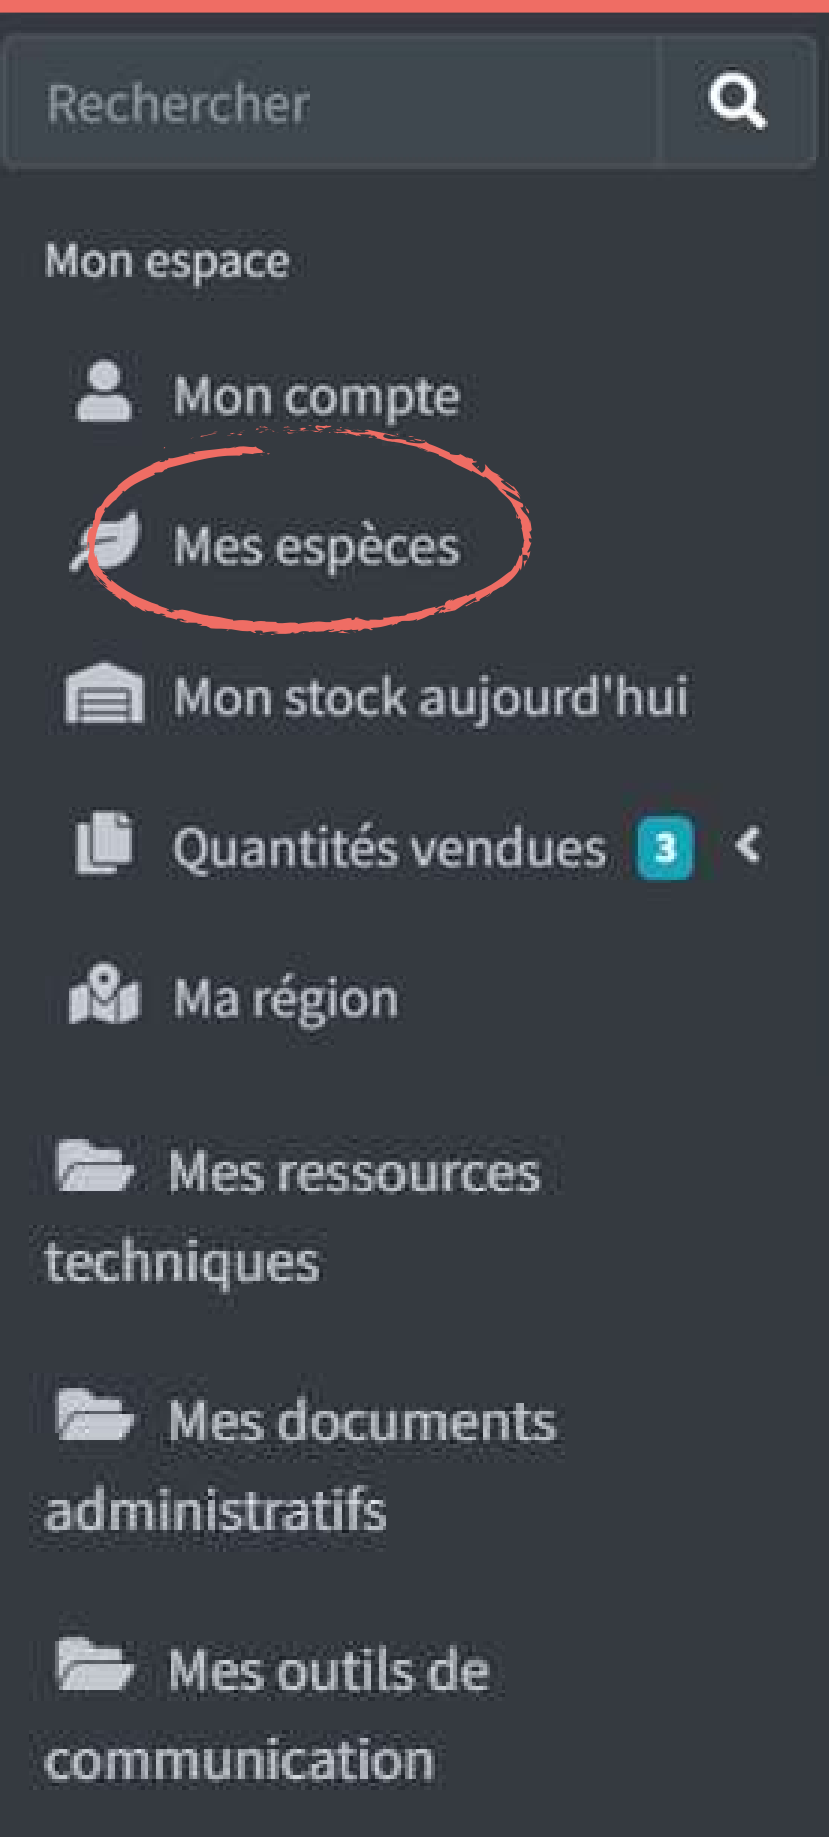 Rechercher
Mon espace
Mon compte
Mes espèces
Mon stock aujourd'hui
Quantités vendues 3
Ma région
Mes ressources
techniques
Mes documents
administratifs
Mes outils de
communication